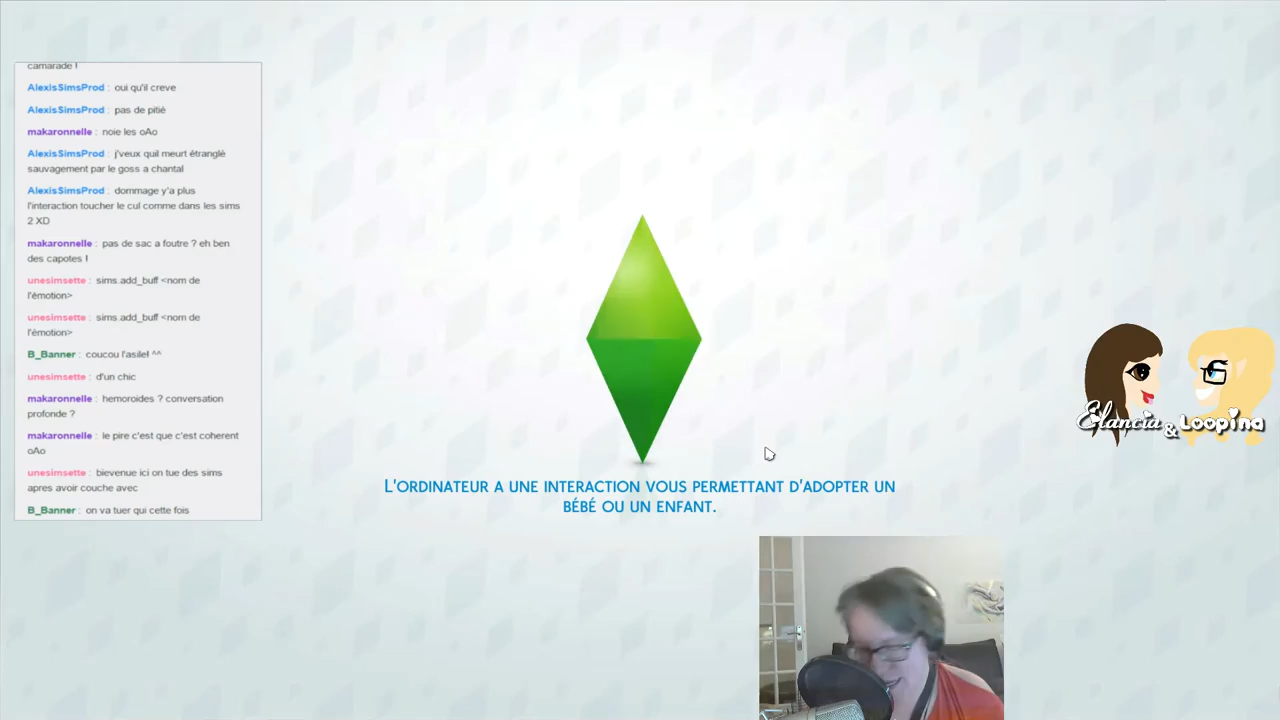 camarade !
AlexisSimsProd : oui qu'il creve
AlexisSimsProd : pas de pitié
makaronnelle : noie les oAo
AlexisSimsProd : j'veux quil meurt étranglé
sauvagement par le goss a chantal
AlexisSimsProd : dommage y'a plus
l'interaction toucher le cul comme dans les sims
2 XD
makaronnelle : pas de sac a foutre ? eh ben
des capotes !
unesimsette : sims.add_buff <nom de
l'émotion>
unesimsette : sims.add_buff <nom de
l'émotion>
B_Banner : coucou l'asile! ^^
unesimsette : d'un chic
makaronnelle : hemoroides ? conversation
profonde ?
makaronnelle : le pire c'est que c'est coherent
oAo
unesimsette : bievenue ici on tue des sims
apres avoir couche avec
B_Banner : on va tuer qui cette fois
L'ORDINATEUR A UNE INTERACTION VOUS PERMETTANT D'ADOPTER UN
BÉBÉ OU UN ENFANT.
Elancia & Loopina